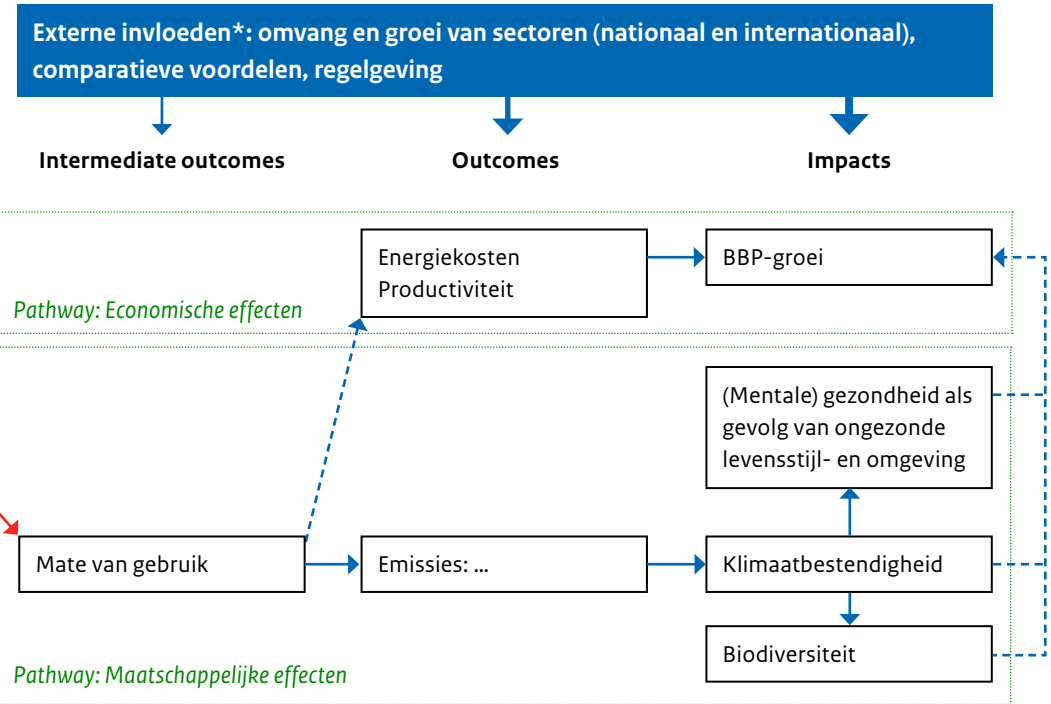 Externe invloeden*: omvang en groei van sectoren (nationaal en internationaal),
comparatieve voordelen, regelgeving
Intermediate outcomes
Outcomes
Impacts
Energiekosten
Productiviteit
BBP-groei
Pathway: Economische effecten
(Mentale) gezondheid als
gevolg van ongezonde
levensstijl- en omgeving
Mate van gebruik
Emissies: ...
Klimaatbestendigheid
Biodiversiteit
Pathway: Maatschappelijke effecten